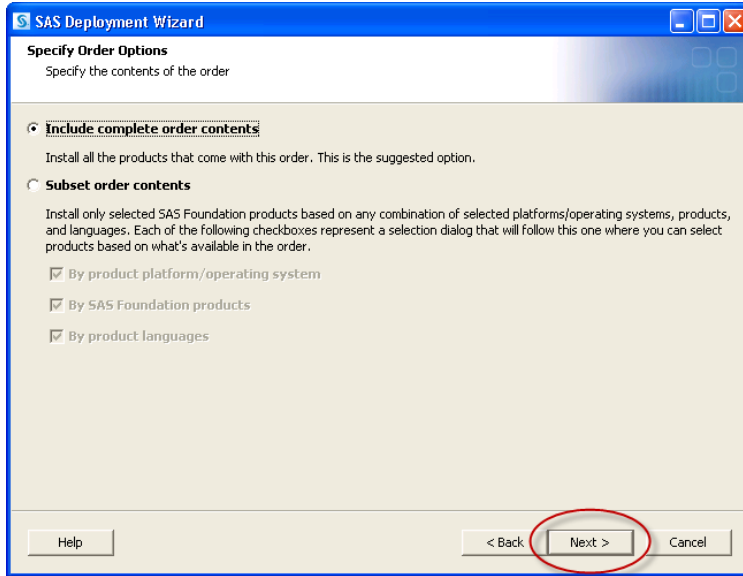 SAS Deployment Wizard
Specify Order Options
Specify the contents of the order
Include complete order contents
Install all the products that come with this order. This is the suggested option.
Subset order contents
Install only selected SAS Foundation products based on any combination of selected platforms/operating systems, products,
and languages. Each of the following checkboxes represent a selection dialog that will follow this one where you can select
products based on what's available in the order.
By product platform/operating system
By SAS Foundation products
By product languages
Help < Back Next > Cancel